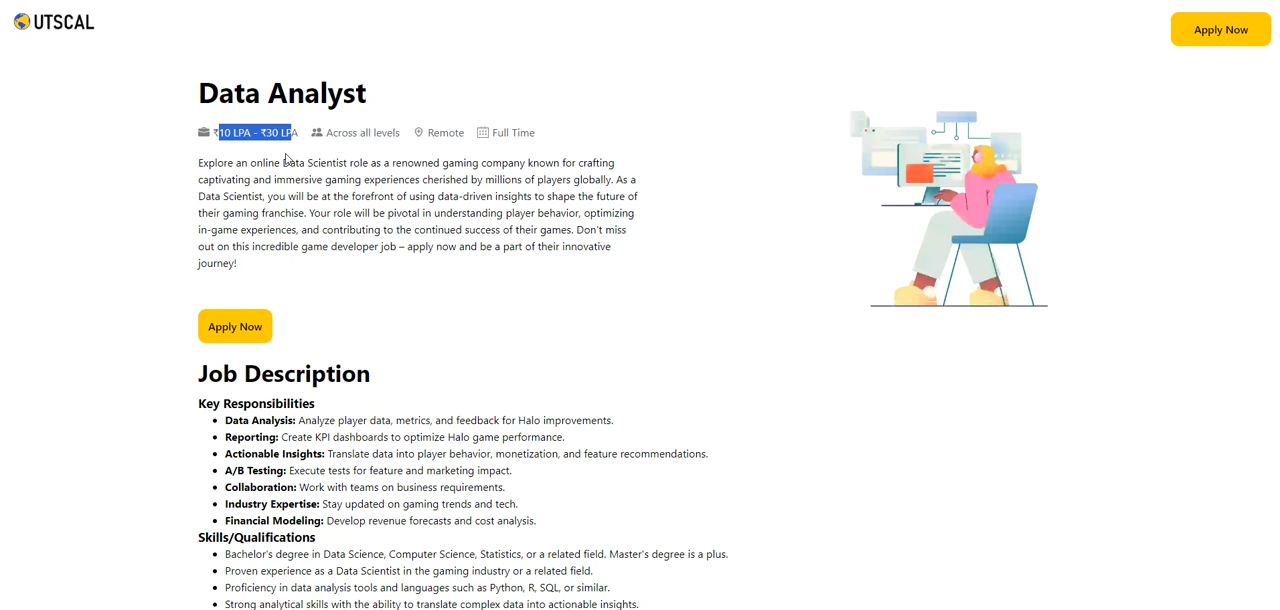 UTSCAL
Apply Now
Data Analyst
₹10 LPA - ₹30 LPA Across all levels Remote Full Time
Explore an online Data Scientist role as a renowned gaming company known for crafting
captivating and immersive gaming experiences cherished by millions of players globally. As a
Data Scientist, you will be at the forefront of using data-driven insights to shape the future of
their gaming franchise. Your role will be pivotal in understanding player behavior, optimizing
in-game experiences, and contributing to the continued success of their games. Don't miss
out on this incredible game developer job – apply now and be a part of their innovative
journey!
Apply Now
Job Description
Key Responsibilities
• Data Analysis: Analyze player data, metrics, and feedback for Halo improvements.
• Reporting: Create KPI dashboards to optimize Halo game performance.
• Actionable Insights: Translate data into player behavior, monetization, and feature recommendations.
• A/B Testing: Execute tests for feature and marketing impact.
• Collaboration: Work with teams on business requirements.
• Industry Expertise: Stay updated on gaming trends and tech.
• Financial Modeling: Develop revenue forecasts and cost analysis.
Skills/Qualifications
• Bachelor's degree in Data Science, Computer Science, Statistics, or a related field. Master's degree is a plus.
• Proven experience as a Data Scientist in the gaming industry or a related field.
• Proficiency in data analysis tools and languages such as Python, R, SQL, or similar.
• Strong analytical skills with the ability to translate complex data into actionable insights.